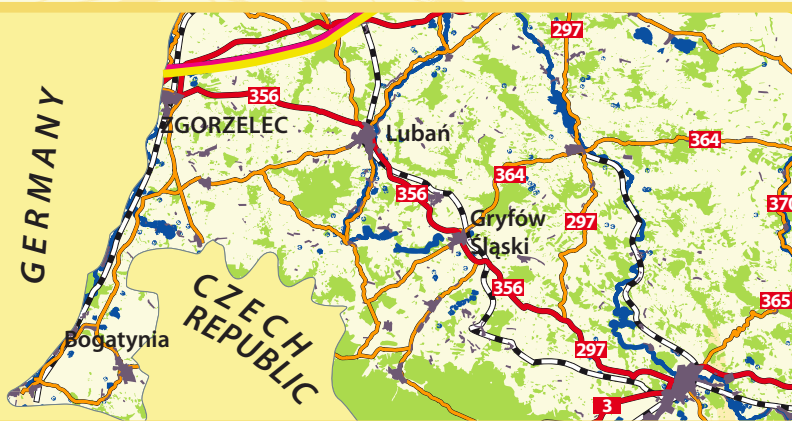 297
356
ZGORZELEC
Lubań
364
GERMANY
364
356
370
Gryfów
Śląski
297
CZECH
REPUBLIC
356
365
Bogatynia
297
3